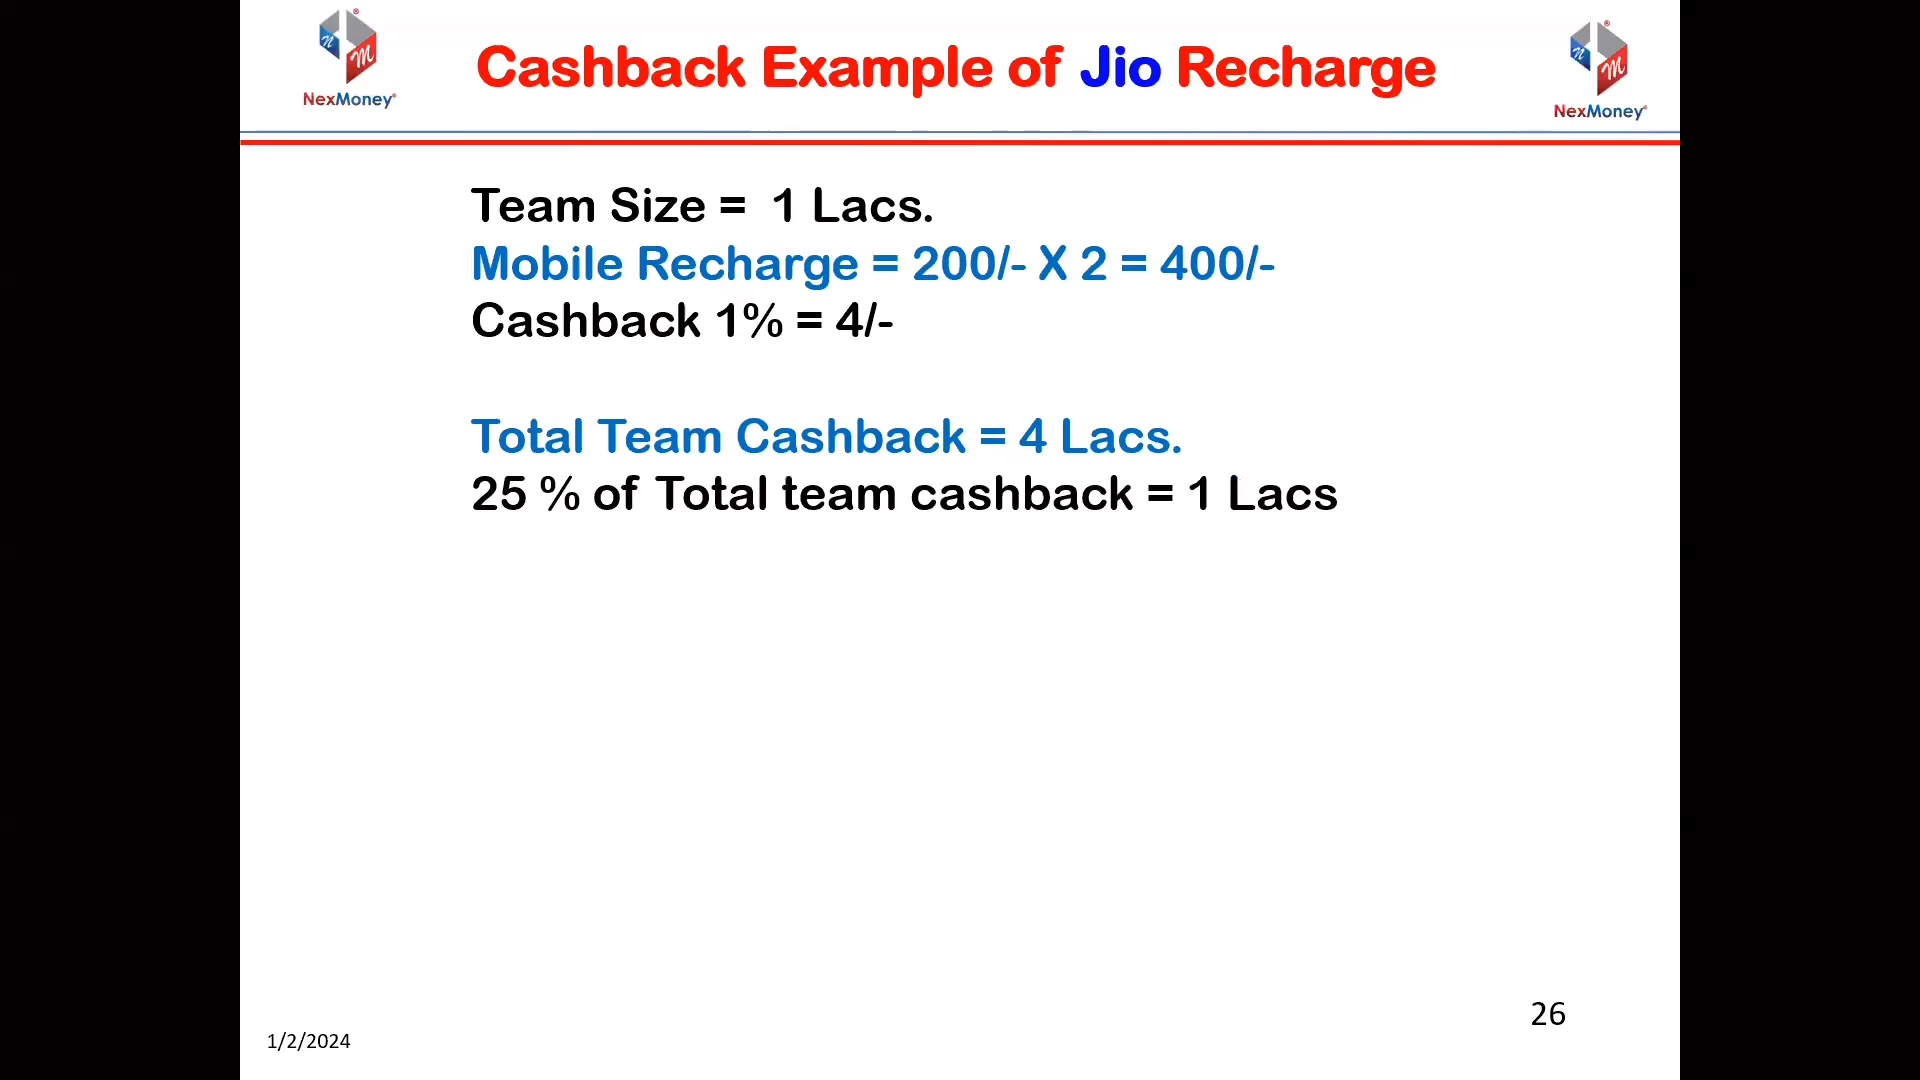 NexMoney®
Cashback Example of Jio Recharge
NexMoney®
Team Size = 1 Lacs.
Mobile Recharge = 200/- X 2 = 400/-
Cashback 1% = 4/-
Total Team Cashback = 4 Lacs.
25 % of Total team cashback = 1 Lacs
26
1/2/2024